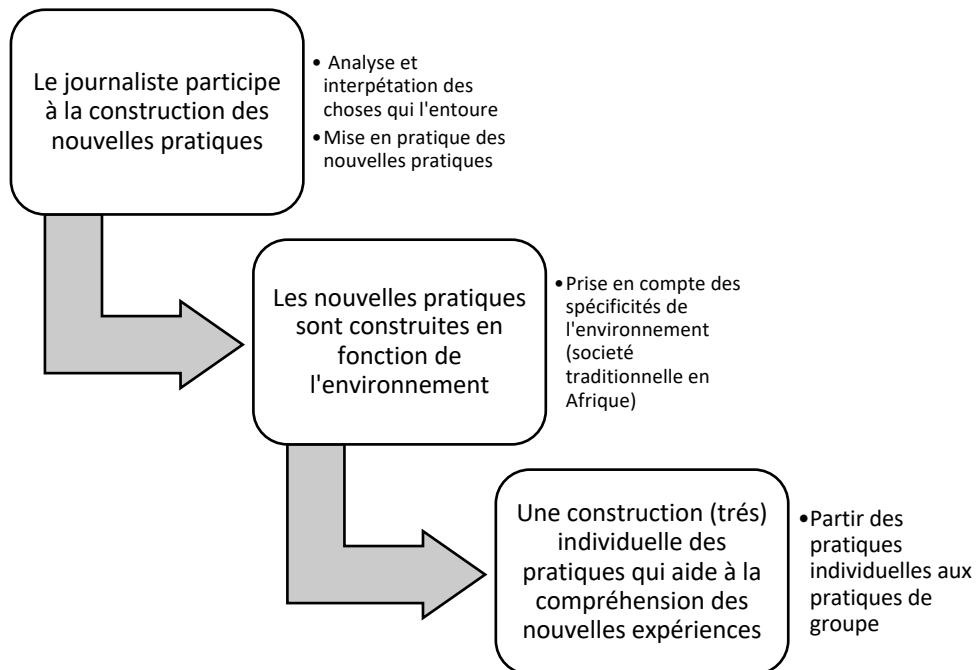 Le journaliste participe
à la construction des
nouvelles pratiques
• Analyse et
interpétation des
choses qui l'entoure
•Mise en pratique des
nouvelles pratiques
Les nouvelles pratiques
sont construites en
fonction de
l'environnement
•Prise en compte des
spécificités de
l'environnement
(societé
traditionnelle en
Afrique)
Une construction (trés)
individuelle des
pratiques qui aide à la
compréhension des
nouvelles expériences
•Partir des
pratiques
individuelles aux
pratiques de
groupe